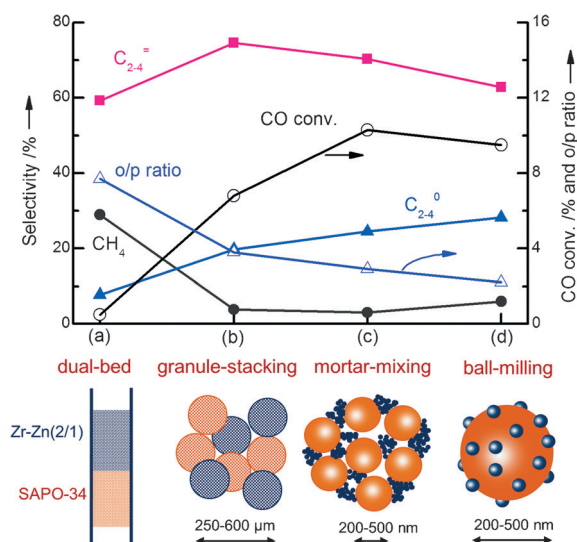 80
60
40
20
0
Selectivity /%
16
12
8
4
0
CO conv. /% and o/p ratio
C2-4=
CO conv.
o/p ratio
C2-4 0
CH4
(a) (b) (c) (d)
dual-bed granule-stacking mortar-mixing ball-milling
Zr-Zn(2/1)
SAPO-34
250-600 µm 200-500 nm 200-500 nm